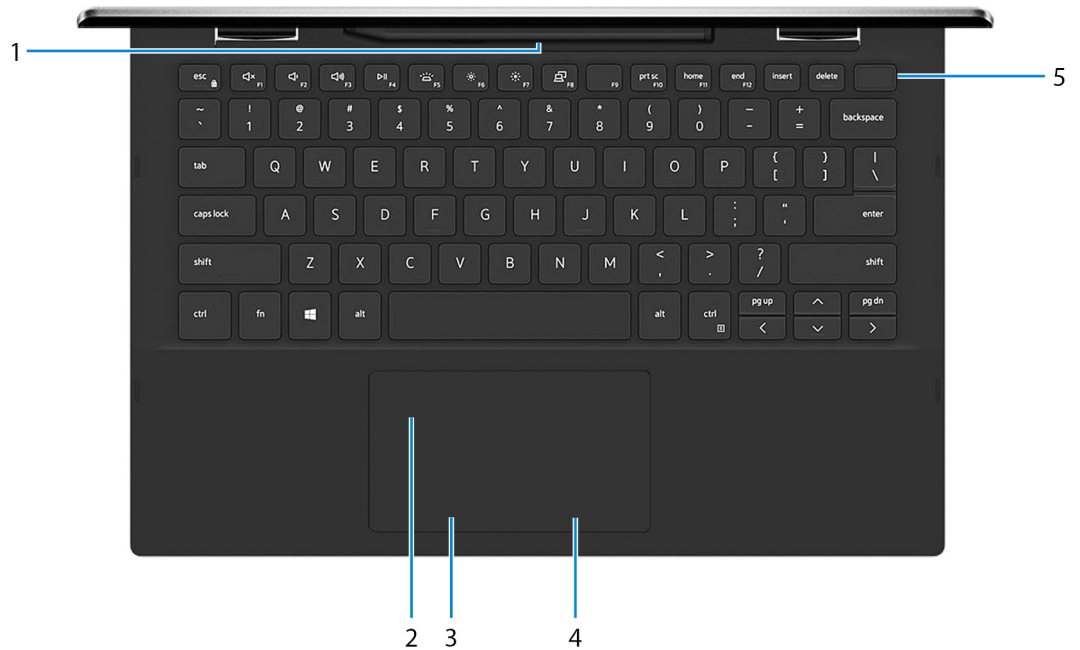 1
esc F1 F2 F3 F4 F5 F6 F7 F8 F9 prt sc F10 home F11 end F12 insert delete
5
~ ` ! 1 @ 2 # 3 $ 4 % 5 ^ 6 & 7 * 8 ( 9 ) 0 _ - + = backspace
tab Q W E R T Y U I O P { [ } ] | \
caps lock A S D F G H J K L : ; “ ‘ enter
shift Z X C V B N M < , > . ? / shift
ctrl fn alt alt ctrl pg up pg dn
2 3 4